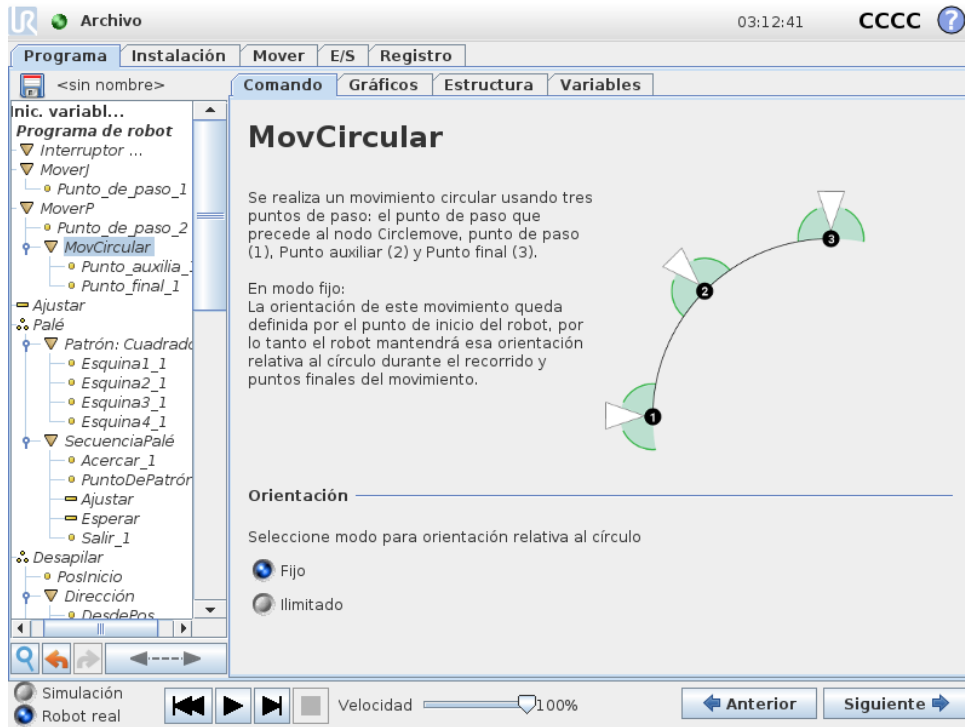 UR Archivo 03:12:41 CCCC ?
Programa Instalación Mover E/S Registro
<sin nombre>
Comando Gráficos Estructura Variables
Inic. variabl...
Programa de robot
Interruptor ...
MoverJ
Punto_de_paso_1
MoverP
Punto_de_paso_2
MovCircular
Punto_auxilia_1
Punto_final_1
Ajustar
Palé
Patrón: Cuadrado
Esquina1_1
Esquina2_1
Esquina3_1
Esquina4_1
SecuenciaPalé
Acercar_1
PuntoDePatrón
Ajustar
Esperar
Salir_1
Desapilar
PosInicio
Dirección
DesdePos
MovCircular
Se realiza un movimiento circular usando tres
puntos de paso: el punto de paso que
precede al nodo Circlemove, punto de paso
(1), Punto auxiliar (2) y Punto final (3).
En modo fijo:
La orientación de este movimiento queda
definida por el punto de inicio del robot, por
lo tanto el robot mantendrá esa orientación
relativa al círculo durante el recorrido y
puntos finales del movimiento.
3
2
1
Orientación
Seleccione modo para orientación relativa al círculo
Fijo
Ilimitado
Simulación
Robot real
Velocidad 100%
Anterior Siguiente